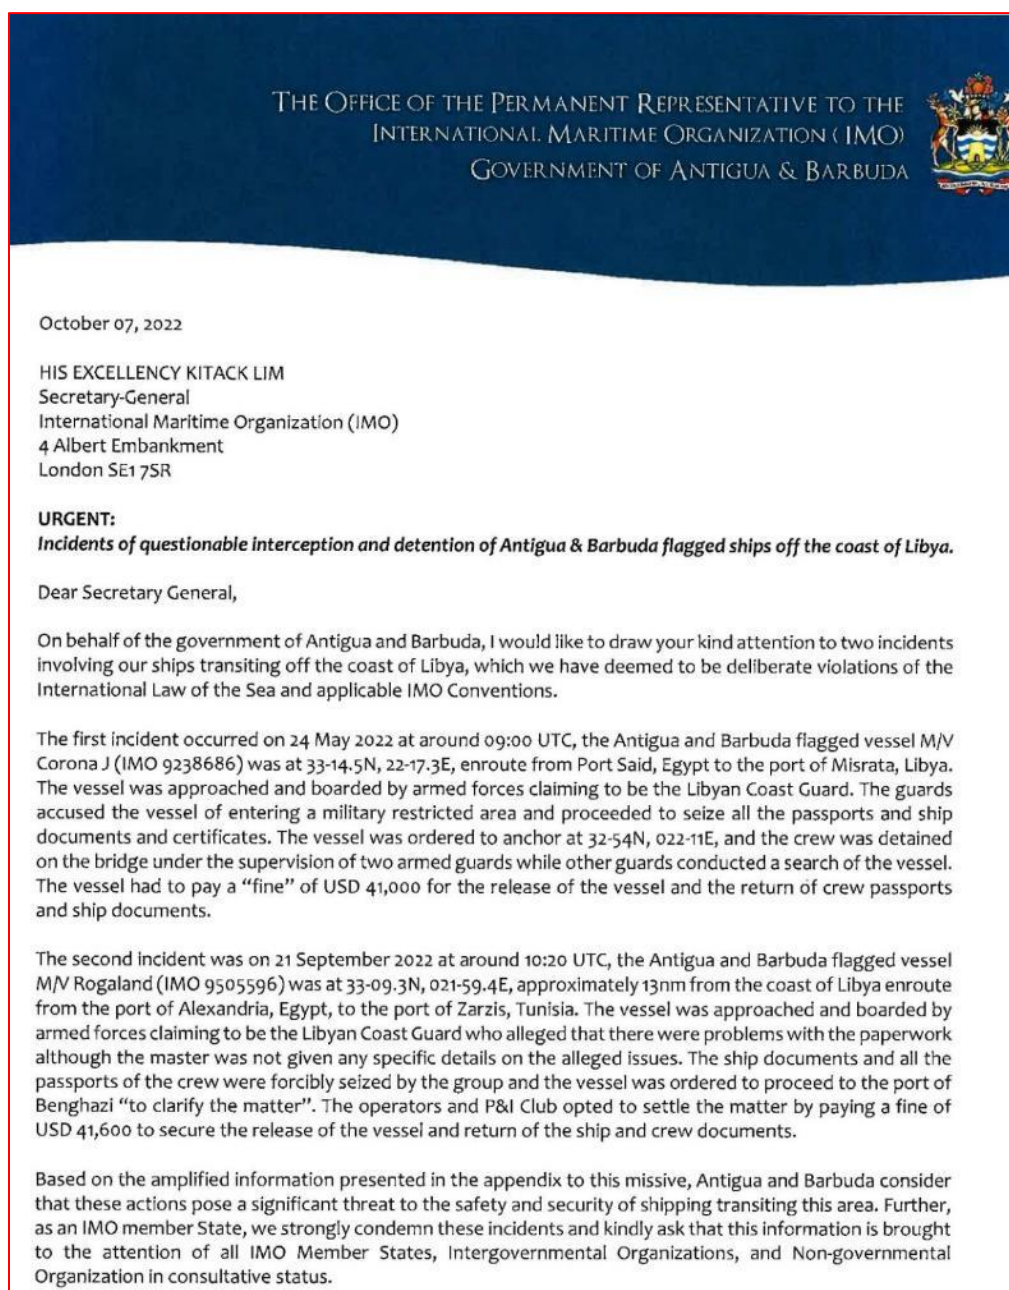 THE OFFICE OF THE PERMANENT REPRESENTATIVE TO THE
INTERNATIONAL MARITIME ORGANIZATION (IMO)
GOVERNMENT OF ANTIGUA & BARBUDA
October 07, 2022
HIS EXCELLENCY KITACK LIM
Secretary-General
International Maritime Organization (IMO)
4 Albert Embankment
London SE1 7SR
URGENT:
Incidents of questionable interception and detention of Antigua & Barbuda flagged ships off the coast of Libya.
Dear Secretary General,
On behalf of the government of Antigua and Barbuda, I would like to draw your kind attention to two incidents
involving our ships transiting off the coast of Libya, which we have deemed to be deliberate violations of the
International Law of the Sea and applicable IMO Conventions.
The first incident occurred on 24 May 2022 at around 09:00 UTC, the Antigua and Barbuda flagged vessel M/V
Corona J (IMO 9238686) was at 33-14.5N, 22-17.3E, enroute from Port Said, Egypt to the port of Misrata, Libya.
The vessel was approached and boarded by armed forces claiming to be the Libyan Coast Guard. The guards
accused the vessel of entering a military restricted area and proceeded to seize all the passports and ship
documents and certificates. The vessel was ordered to anchor at 32-54N, 022-11E, and the crew was detained
on the bridge under the supervision of two armed guards while other guards conducted a search of the vessel.
The vessel had to pay a “fine” of USD 41,000 for the release of the vessel and the return of crew passports
and ship documents.
The second incident was on 21 September 2022 at around 10:20 UTC, the Antigua and Barbuda flagged vessel
M/V Rogaland (IMO 9505596) was at 33-09.3N, 021-59.4E, approximately 13nm from the coast of Libya enroute
from the port of Alexandria, Egypt, to the port of Zarzis, Tunisia. The vessel was approached and boarded by
armed forces claiming to be the Libyan Coast Guard who alleged that there were problems with the paperwork
although the master was not given any specific details on the alleged issues. The ship documents and all the
passports of the crew were forcibly seized by the group and the vessel was ordered to proceed to the port of
Benghazi “to clarify the matter”. The operators and P&I Club opted to settle the matter by paying a fine of
USD 41,600 to secure the release of the vessel and return of the ship and crew documents.
Based on the amplified information presented in the appendix to this missive, Antigua and Barbuda consider
that these actions pose a significant threat to the safety and security of shipping transiting this area. Further,
as an IMO member State, we strongly condemn these incidents and kindly ask that this information is brought
to the attention of all IMO Member States, Intergovernmental Organizations, and Non-governmental
Organization in consultative status.